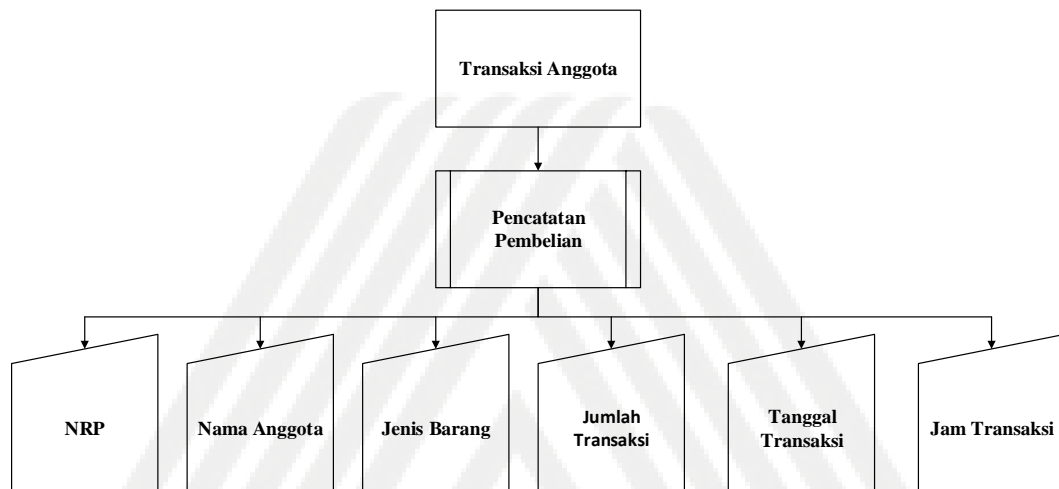 Transaksi Anggota
Pencatatan
Pembelian
NRP
Nama Anggota
Jenis Barang
Jumlah
Transaksi
Tanggal
Transaksi
Jam Transaksi